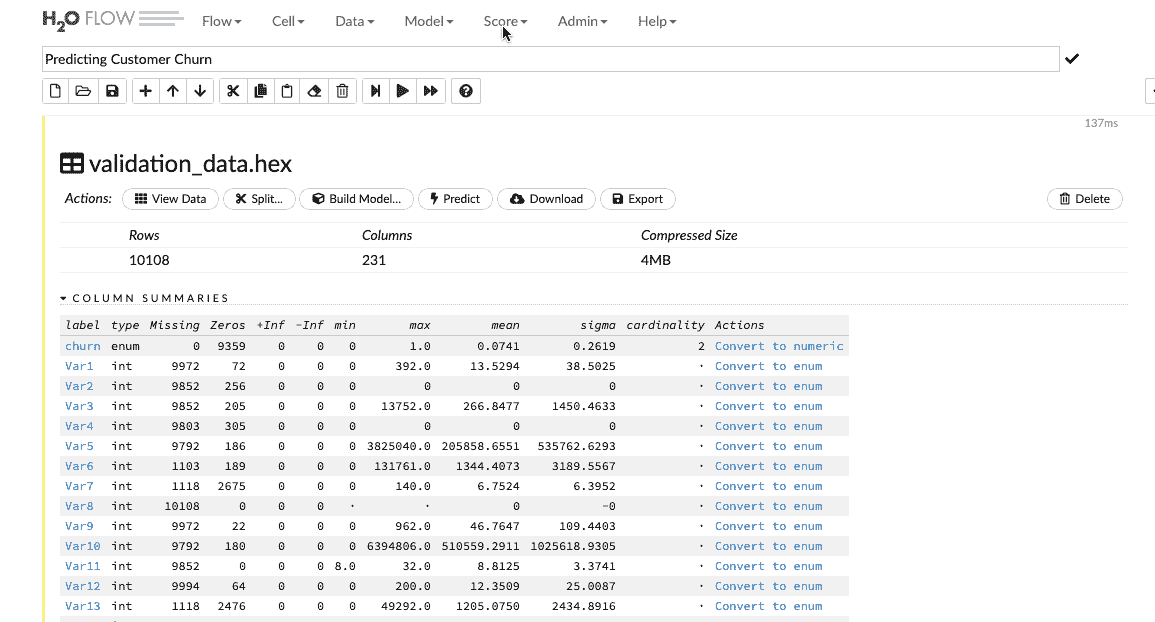 H2O FLOW Flow Cell Data Model Score Admin Help
Predicting Customer Churn
137ms
validation_data.hex
Actions: View Data Split... Build Model... Predict Download Export Delete
Rows Columns Compressed Size
10108 231 4MB
COLUMN SUMMARIES
label type Missing Zeros +Inf -Inf min max mean sigma cardinality Actions
churn enum 0 9359 0 0 0 1.0 0.0741 0.2619 2 Convert to numeric
Var1 int 9972 72 0 0 0 392.0 13.5294 38.5025 · Convert to enum
Var2 int 9852 256 0 0 0 0 0 0 · Convert to enum
Var3 int 9852 205 0 0 0 13752.0 266.8477 1450.4633 · Convert to enum
Var4 int 9803 305 0 0 0 0 0 0 · Convert to enum
Var5 int 9792 186 0 0 0 3825040.0 205858.6551 535762.6293 · Convert to enum
Var6 int 1103 189 0 0 0 131761.0 1344.4073 3189.5567 · Convert to enum
Var7 int 1118 2675 0 0 0 140.0 6.7524 6.3952 · Convert to enum
Var8 int 10108 0 0 0 · · 0 -0 · Convert to enum
Var9 int 9972 22 0 0 0 962.0 46.7647 109.4403 · Convert to enum
Var10 int 9792 180 0 0 0 6394806.0 510559.2911 1025618.9305 · Convert to enum
Var11 int 9852 0 0 0 8.0 32.0 8.8125 3.3741 · Convert to enum
Var12 int 9994 64 0 0 0 200.0 12.3509 25.0087 · Convert to enum
Var13 int 1118 2476 0 0 0 49292.0 1205.0750 2434.8916 · Convert to enum